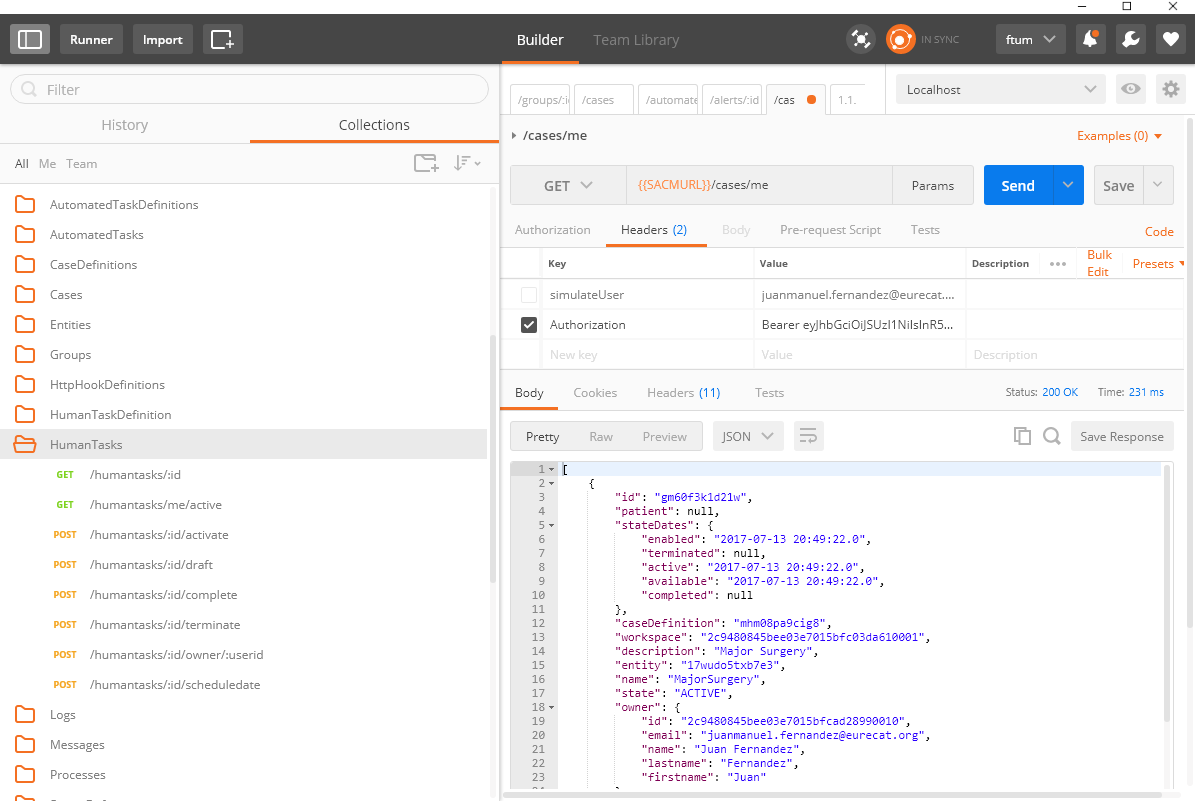 Runner
Import
Builder
Team Library
IN SYNC
ftum
Filter
History
Collections
All Me Team
AutomatedTaskDefinitions
AutomatedTasks
CaseDefinitions
Cases
Entities
Groups
HttpHookDefinitions
HumanTaskDefinition
HumanTasks
GET /humantasks/:id
GET /humantasks/me/active
POST /humantasks/:id/activate
POST /humantasks/:id/draft
POST /humantasks/:id/complete
POST /humantasks/:id/terminate
POST /humantasks/:id/owner/:userid
POST /humantasks/:id/scheduledate
Logs
Messages
Processes
/groups/:i
/cases
/automate
/alerts/:id
/cas
1.1.
Localhost
/cases/me
Examples (0)
GET
{{SACMURL}}/cases/me
Params
Send
Save
Authorization
Headers (2)
Body
Pre-request Script
Tests
Code
Key
Value
Description
Bulk
Edit
Presets
simulateUser
juanmanuel.fernandez@eurecat....
Authorization
Bearer eyJhbGciOiJSUzI1NiIsInR5...
New key
Value
Description
Body
Cookies
Headers (11)
Tests
Status: 200 OK
Time: 231 ms
Pretty
Raw
Preview
JSON
Save Response
1 [
2 {
3 "id": "gm60f3k1d21w",
4 "patient": null,
5 "stateDates": {
6 "enabled": "2017-07-13 20:49:22.0",
7 "terminated": null,
8 "active": "2017-07-13 20:49:22.0",
9 "available": "2017-07-13 20:49:22.0",
10 "completed": null
11 },
12 "caseDefinition": "mhm08pa9cig8",
13 "workspace": "2c9480845bee03e7015bfc03da610001",
14 "description": "Major Surgery",
15 "entity": "17wudo5txb7e3",
16 "name": "MajorSurgery",
17 "state": "ACTIVE",
18 "owner": {
19 "id": "2c9480845bee03e7015bfcad28990010",
20 "email": "juanmanuel.fernandez@eurecat.org",
21 "name": "Juan Fernandez",
22 "lastname": "Fernandez",
23 "firstname": "Juan"